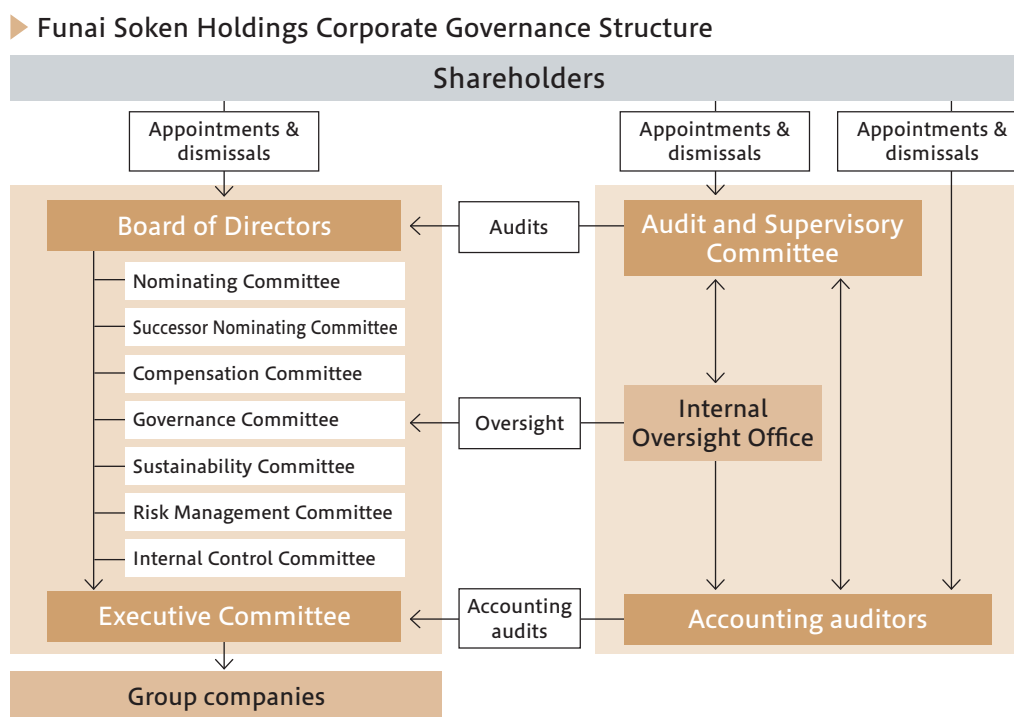 Funai Soken Holdings Corporate Governance Structure
Shareholders
Appointments &
dismissals
Appointments &
dismissals
Appointments &
dismissals
Board of Directors
Audits
Audit and Supervisory
Committee
Nominating Committee
Successor Nominating Committee
Compensation Committee
Governance Committee
Oversight
Internal
Oversight Office
Sustainability Committee
Risk Management Committee
Internal Control Committee
Executive Committee
Accounting
audits
Accounting auditors
Group companies